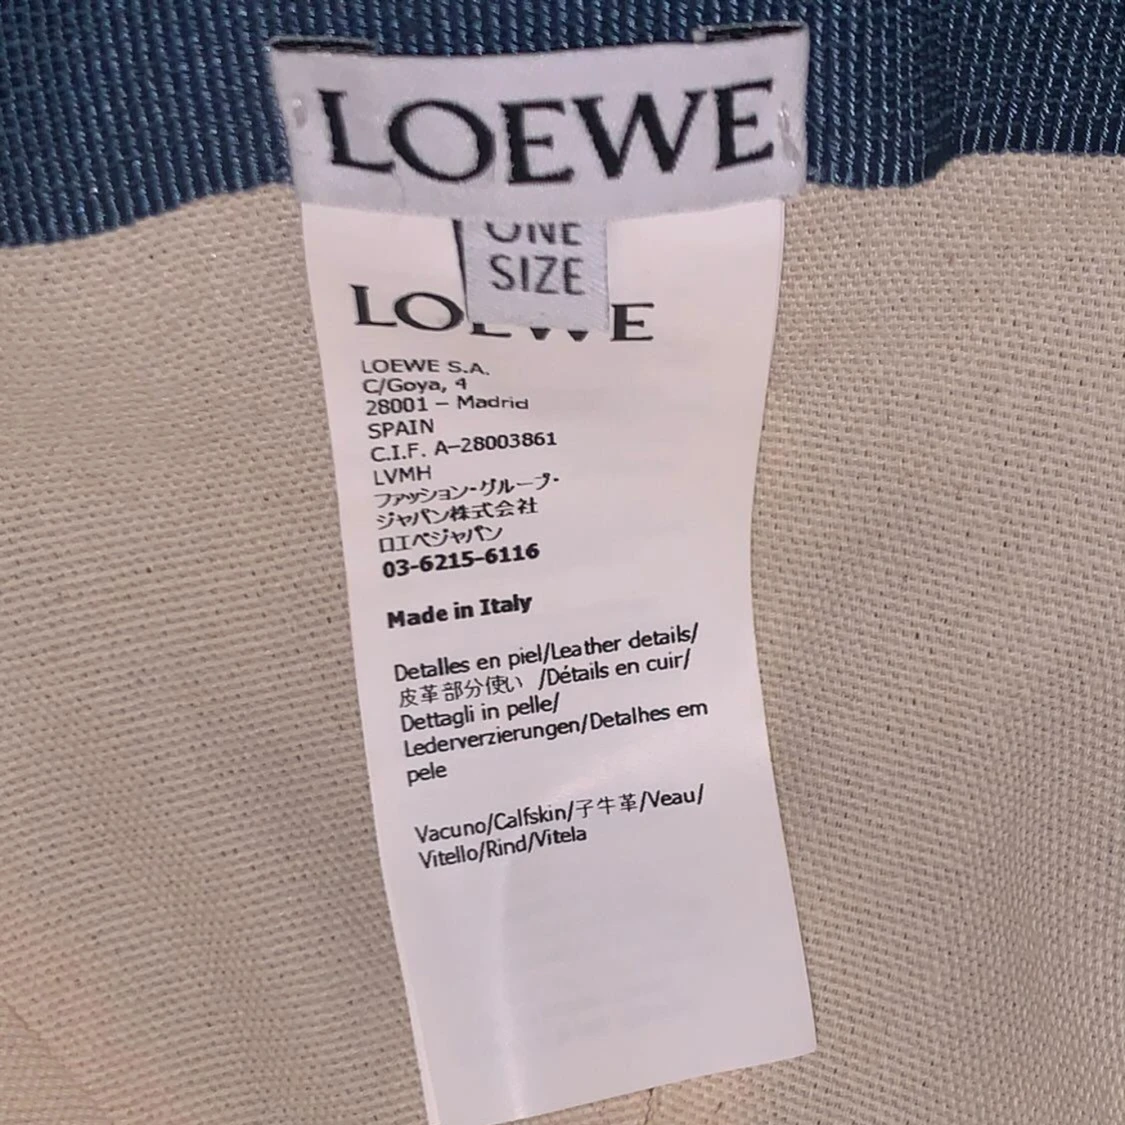 LOEWE
ONE
SIZE
LOEWE
LOEWE S.A.
C/Goya, 4
28001 – Madrid
SPAIN
C.I.F. A-28003861
LVMH
ファッション・グループ・
ジャパン株式会社
ロエベジャパン
03-6215-6116
Made in Italy
Detalles en piel/Leather details/
皮革部分使い /Détails en cuir/
Dettagli in pelle/
Lederverzierungen/Detalhes em
pele
Vacuno/Calfskin/子牛革/Veau/
Vitello/Rind/Vitela